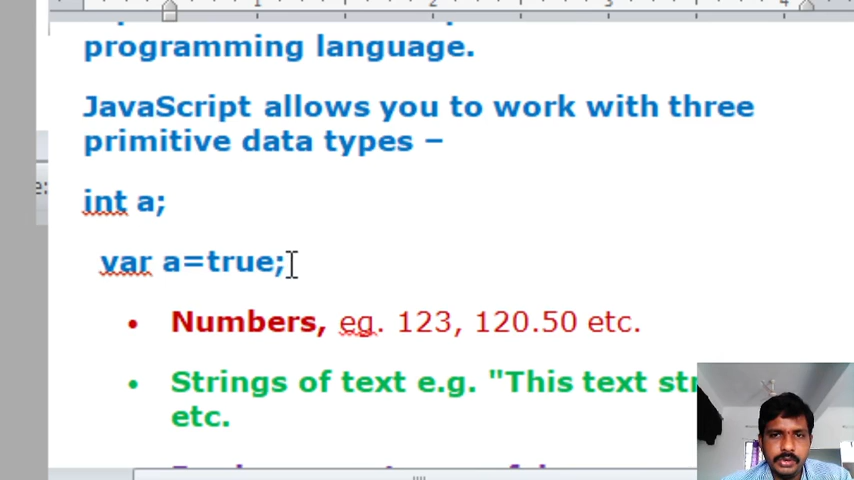 programming language.
JavaScript allows you to work with three
primitive data types –
int a;
var a=true;
• Numbers, eg. 123, 120.50 etc.
• Strings of text e.g. "This text
etc.